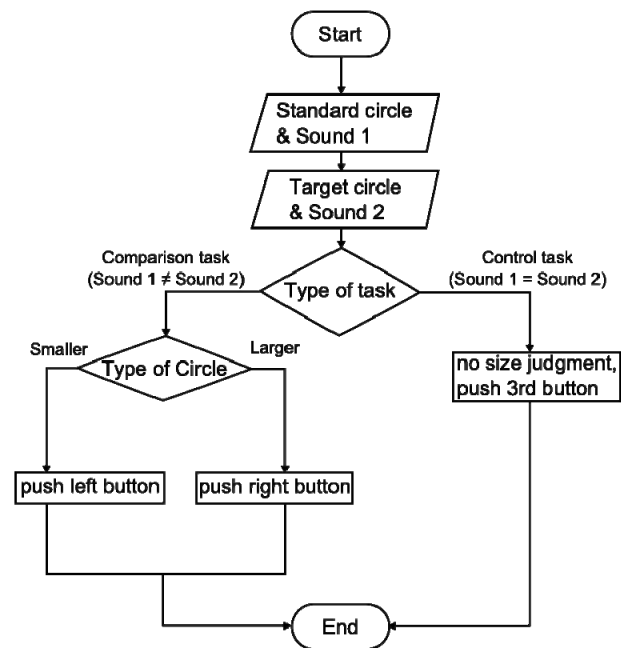 Start
Standard circle
& Sound 1
Target circle
& Sound 2
Comparison task
(Sound 1 ≠ Sound 2)
Control task
(Sound 1 = Sound 2)
Type of task
Smaller
Larger
Type of Circle
no size judgment,
push 3rd button
push left button
push right button
End